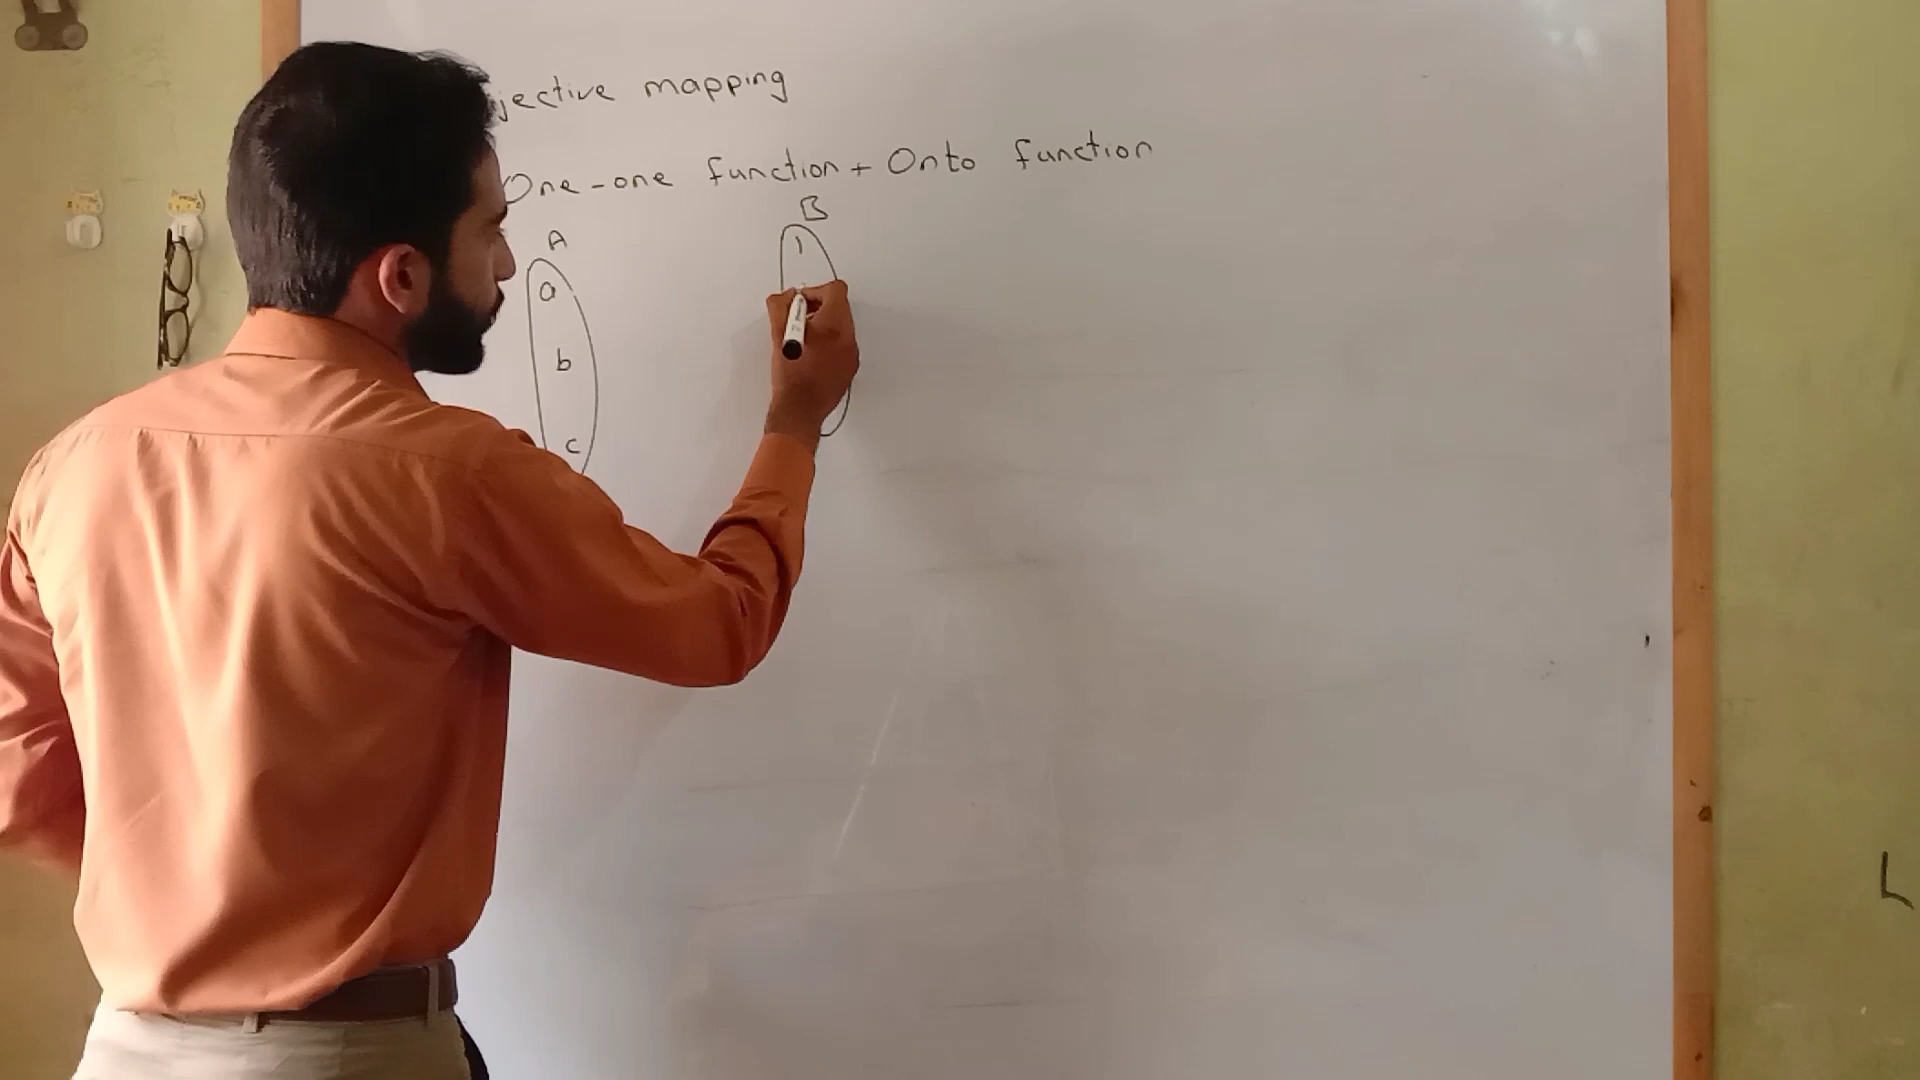 jective mapping
One-one function + Onto function
A
B
a
1
b
c